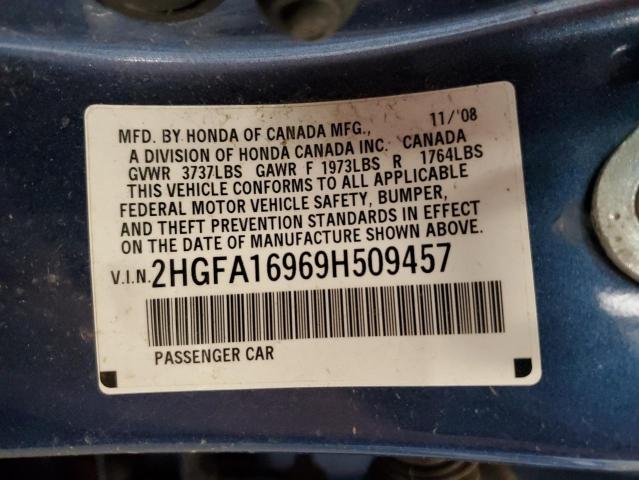 11/'08
MFD. BY HONDA OF CANADA MFG.,
A DIVISION OF HONDA CANADA INC. CANADA
GVWR 3737LBS GAWR F 1973LBS R 1764LBS
THIS VEHICLE CONFORMS TO ALL APPLICABLE
FEDERAL MOTOR VEHICLE SAFETY, BUMPER,
AND THEFT PREVENTION STANDARDS IN EFFECT
ON THE DATE OF MANUFACTURE SHOWN ABOVE.
V.I.N. 2HGFA16969H509457
PASSENGER CAR